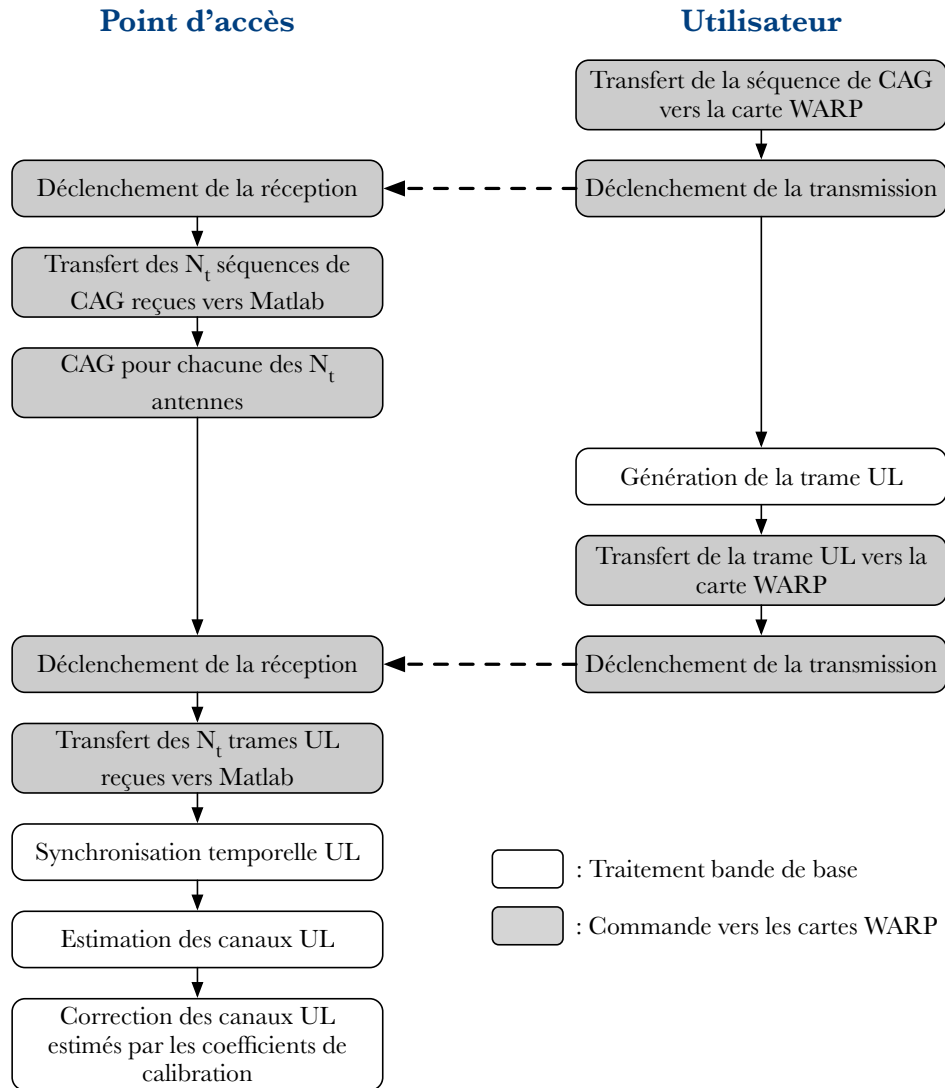 Point d'accès
Utilisateur
Transfert de la séquence de CAG
vers la carte WARP
Déclenchement de la réception
Déclenchement de la transmission
Transfert des N_t séquences de
CAG reçues vers Matlab
CAG pour chacune des N_t
antennes
Génération de la trame UL
Transfert de la trame UL vers la
carte WARP
Déclenchement de la réception
Déclenchement de la transmission
Transfert des N_t trames UL
reçues vers Matlab
Synchronisation temporelle UL
Estimation des canaux UL
Correction des canaux UL
estimés par les coefficients de
calibration
: Traitement bande de base
: Commande vers les cartes WARP